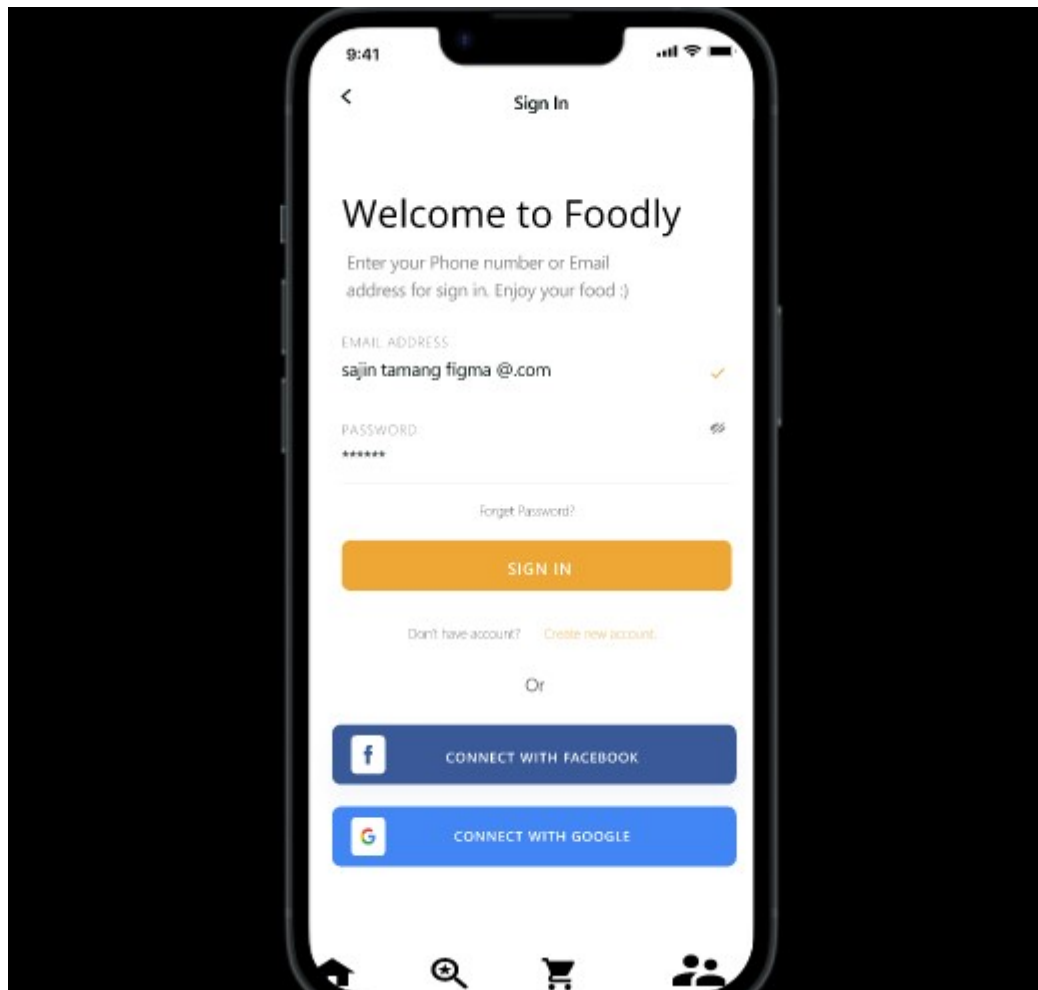 9:41
Sign In
Welcome to Foodly
Enter your Phone number or Email
address for sign in. Enjoy your food :)
EMAIL ADDRESS
sajin tamang figma @.com
PASSWORD
******
Forget Password?
SIGN IN
Don't have account? Create new account.
Or
f CONNECT WITH FACEBOOK
G CONNECT WITH GOOGLE